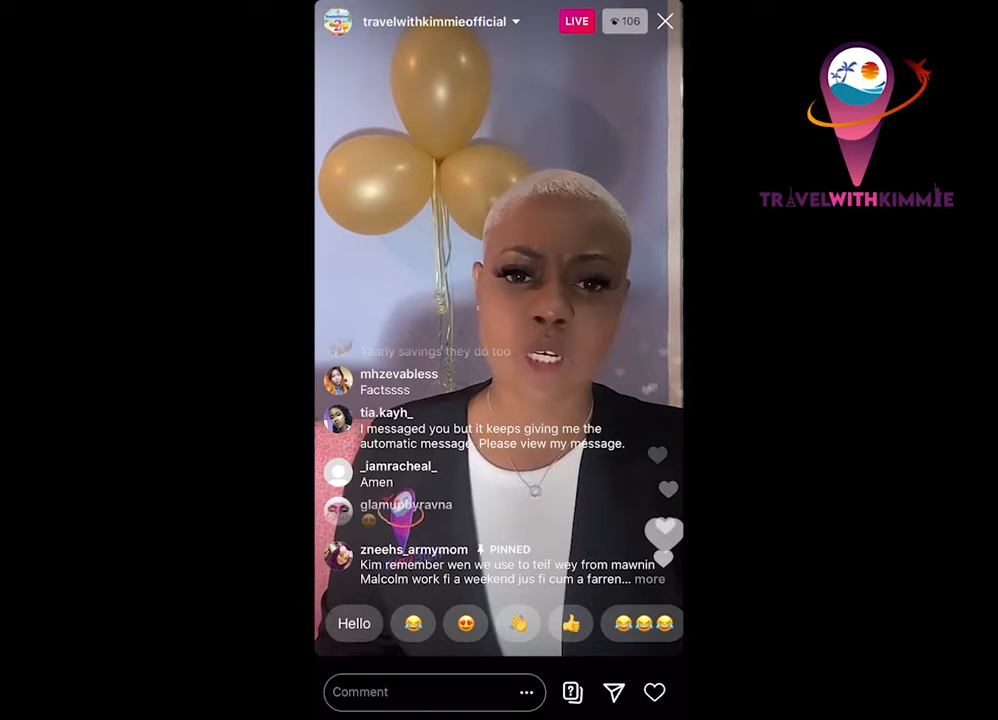 travelwithkimmieofficial
LIVE
106
TRAVELWITHKIMMIE
Yearly savings they do too
mhzevabless
Factssss
tia.kayh_
I messaged you but it keeps giving me the
automatic message. Please view my message.
_iamracheal_
Amen
glamupbyravna
zneehs_armymom PINNED
Kim remember wen we use to teif wey from mawnin
Malcolm work fi a weekend jus fi cum a farren... more
Hello
Comment